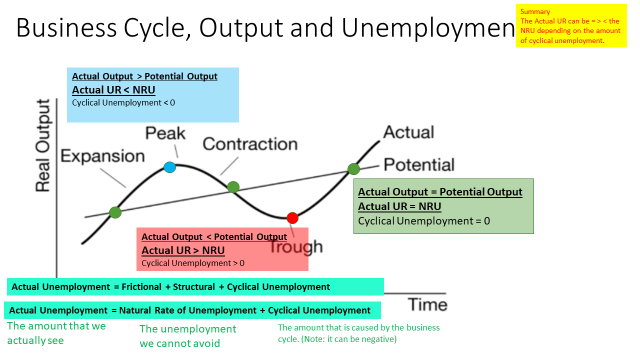 Business Cycle, Output and Unemploymen
Summary
The Actual UR can be = > < the
NRU depending on the amount
of cyclical unemployment.
Actual Output > Potential Output
Actual UR < NRU
Cyclical Unemployment < 0
Real Output
Peak
Expansion
Contraction
Actual
Potential
Actual Output = Potential Output
Actual UR = NRU
Cyclical Unemployment = 0
Actual Output < Potential Output
Actual UR > NRU
Cyclical Unemployment > 0
Trough
Actual Unemployment = Frictional + Structural + Cyclical Unemployment
Time
Actual Unemployment = Natural Rate of Unemployment + Cyclical Unemployment
The amount that we
actually see
The unemployment
we cannot avoid
The amount that is caused by the business
cycle. (Note: it can be negative)